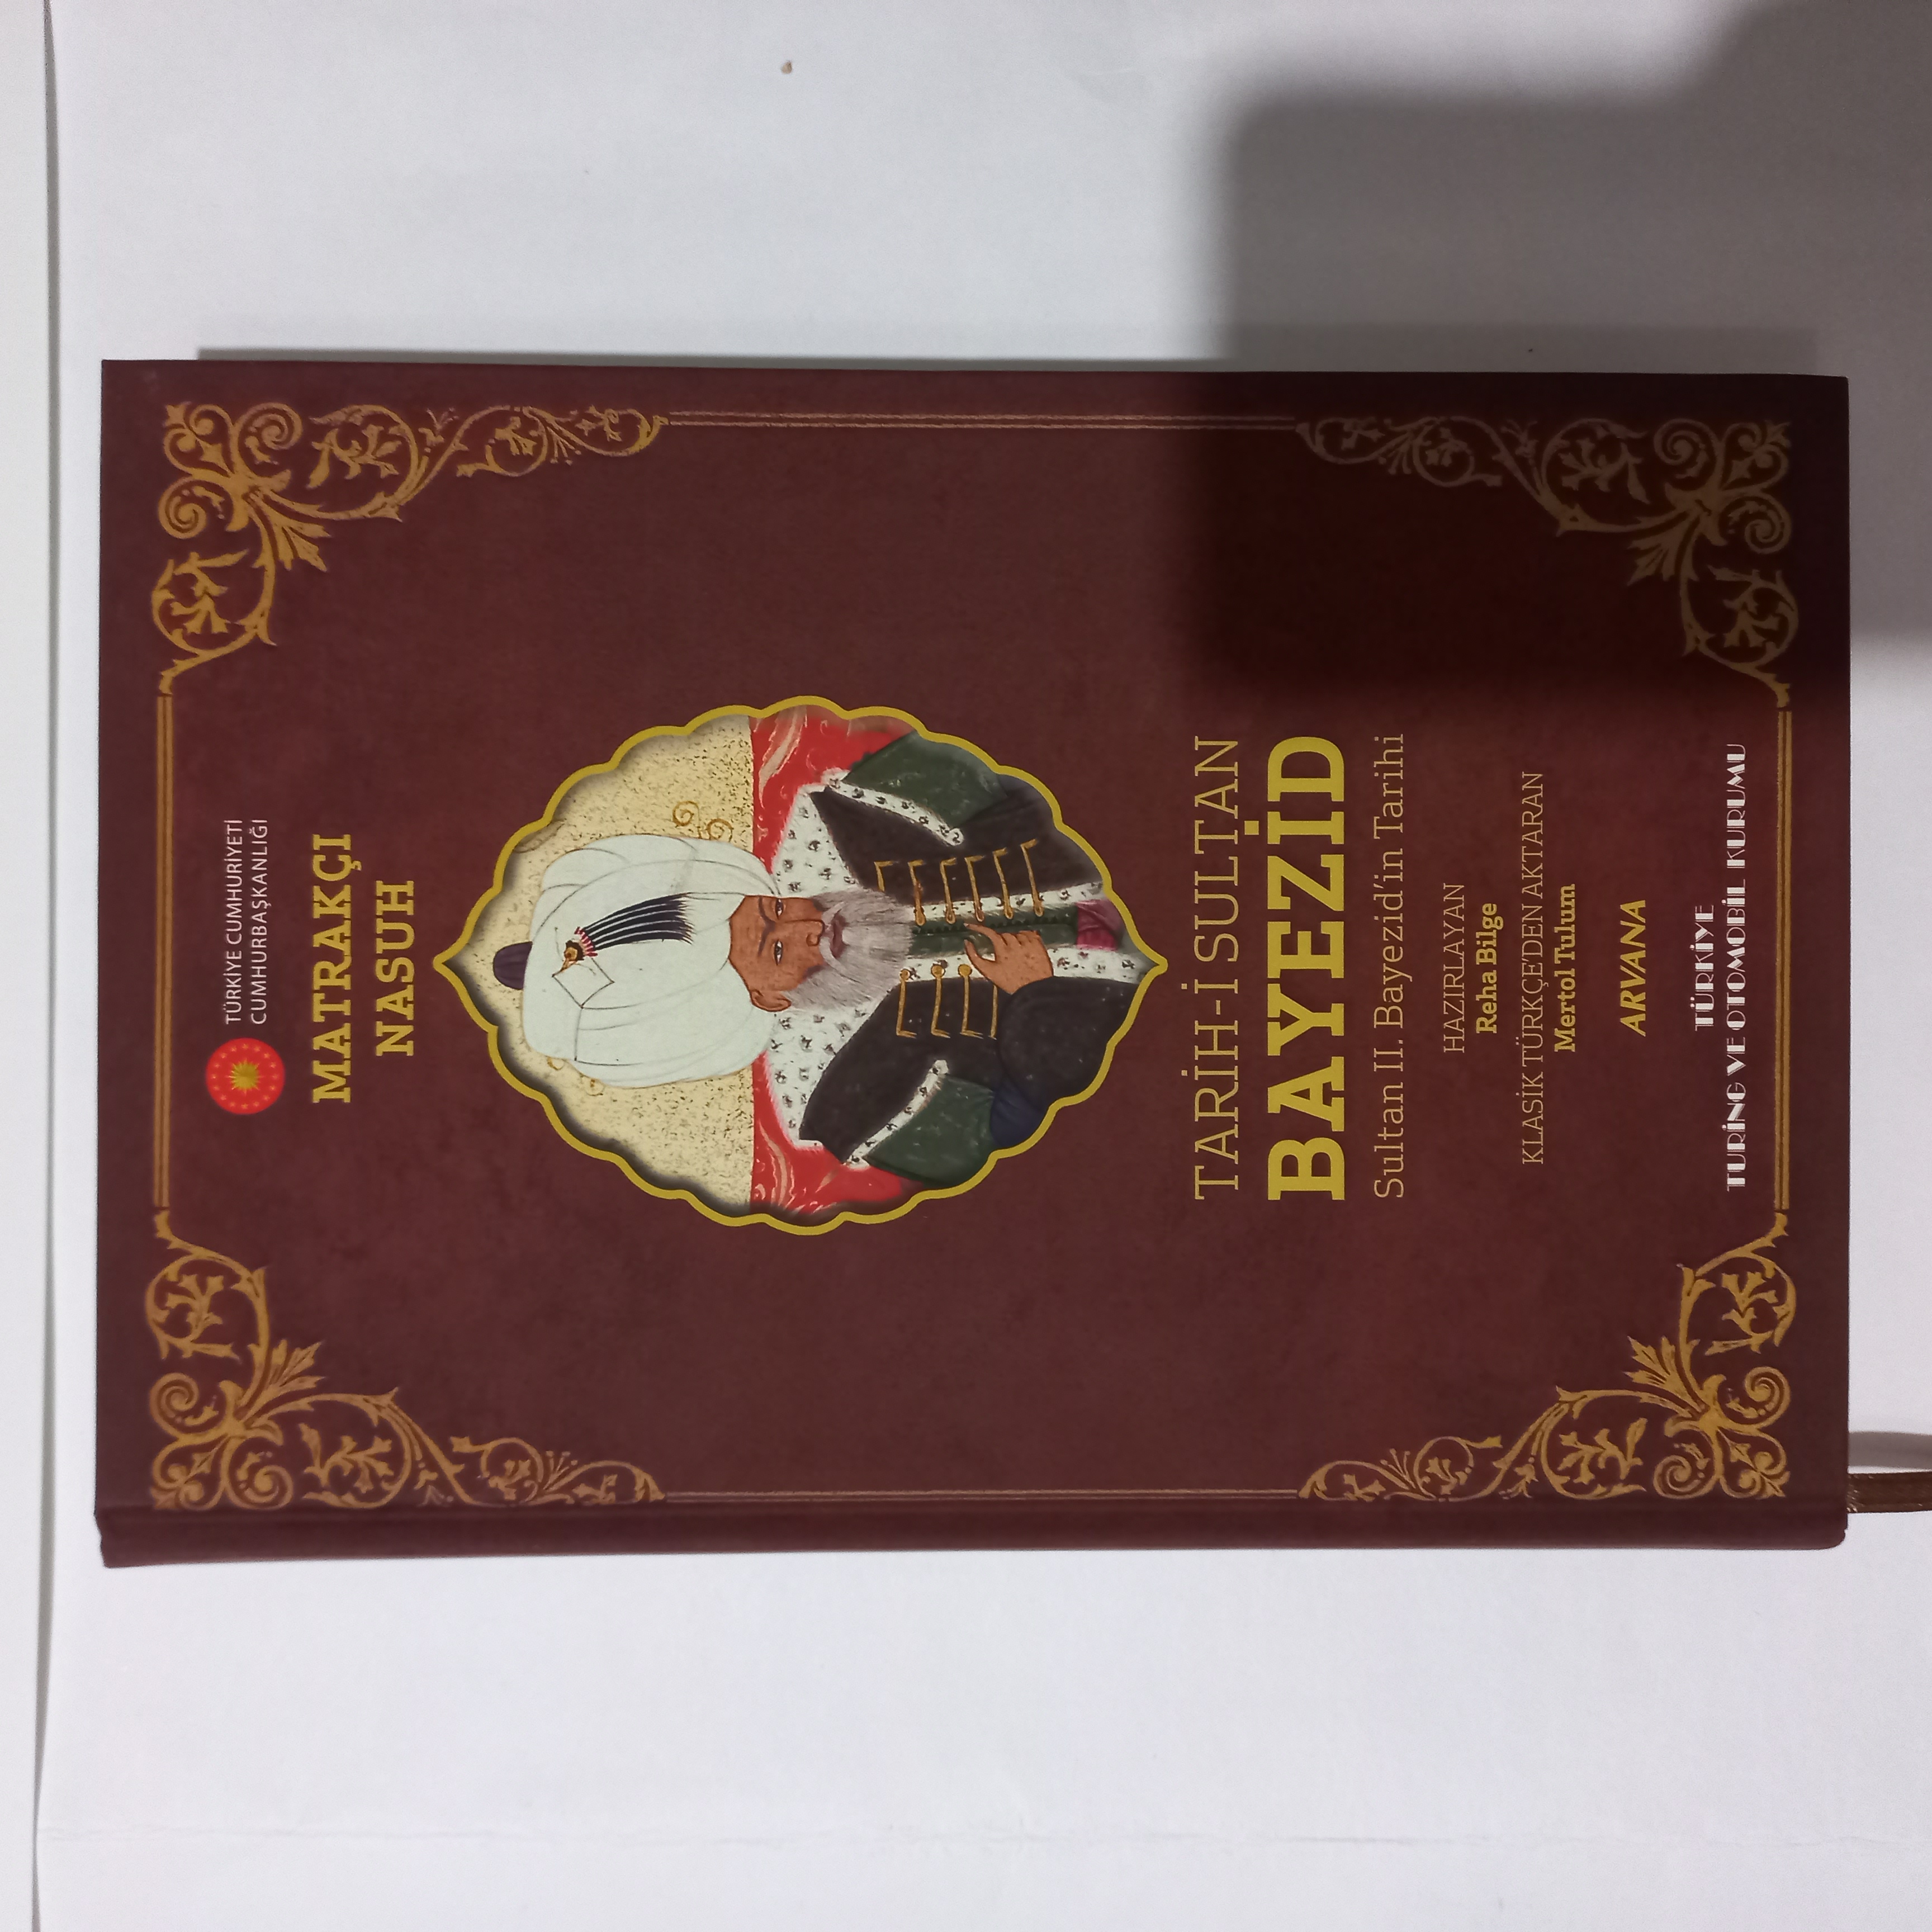 TÜRKİYE CUMHURİYETİ
CUMHURBAŞKANLIĞI
MATRAKÇI
NASUH
TARİH-İ SULTAN
BAYEZİD
Sultan II. Bayezid'in Tarihi
HAZIRLAYAN
Reha Bilge
KLASİK TÜRKÇE'DEN AKTARAN
Mertol Tulum
ARVANA
TÜRKİYE
TURİNG VE OTOMOBİL KURUMU